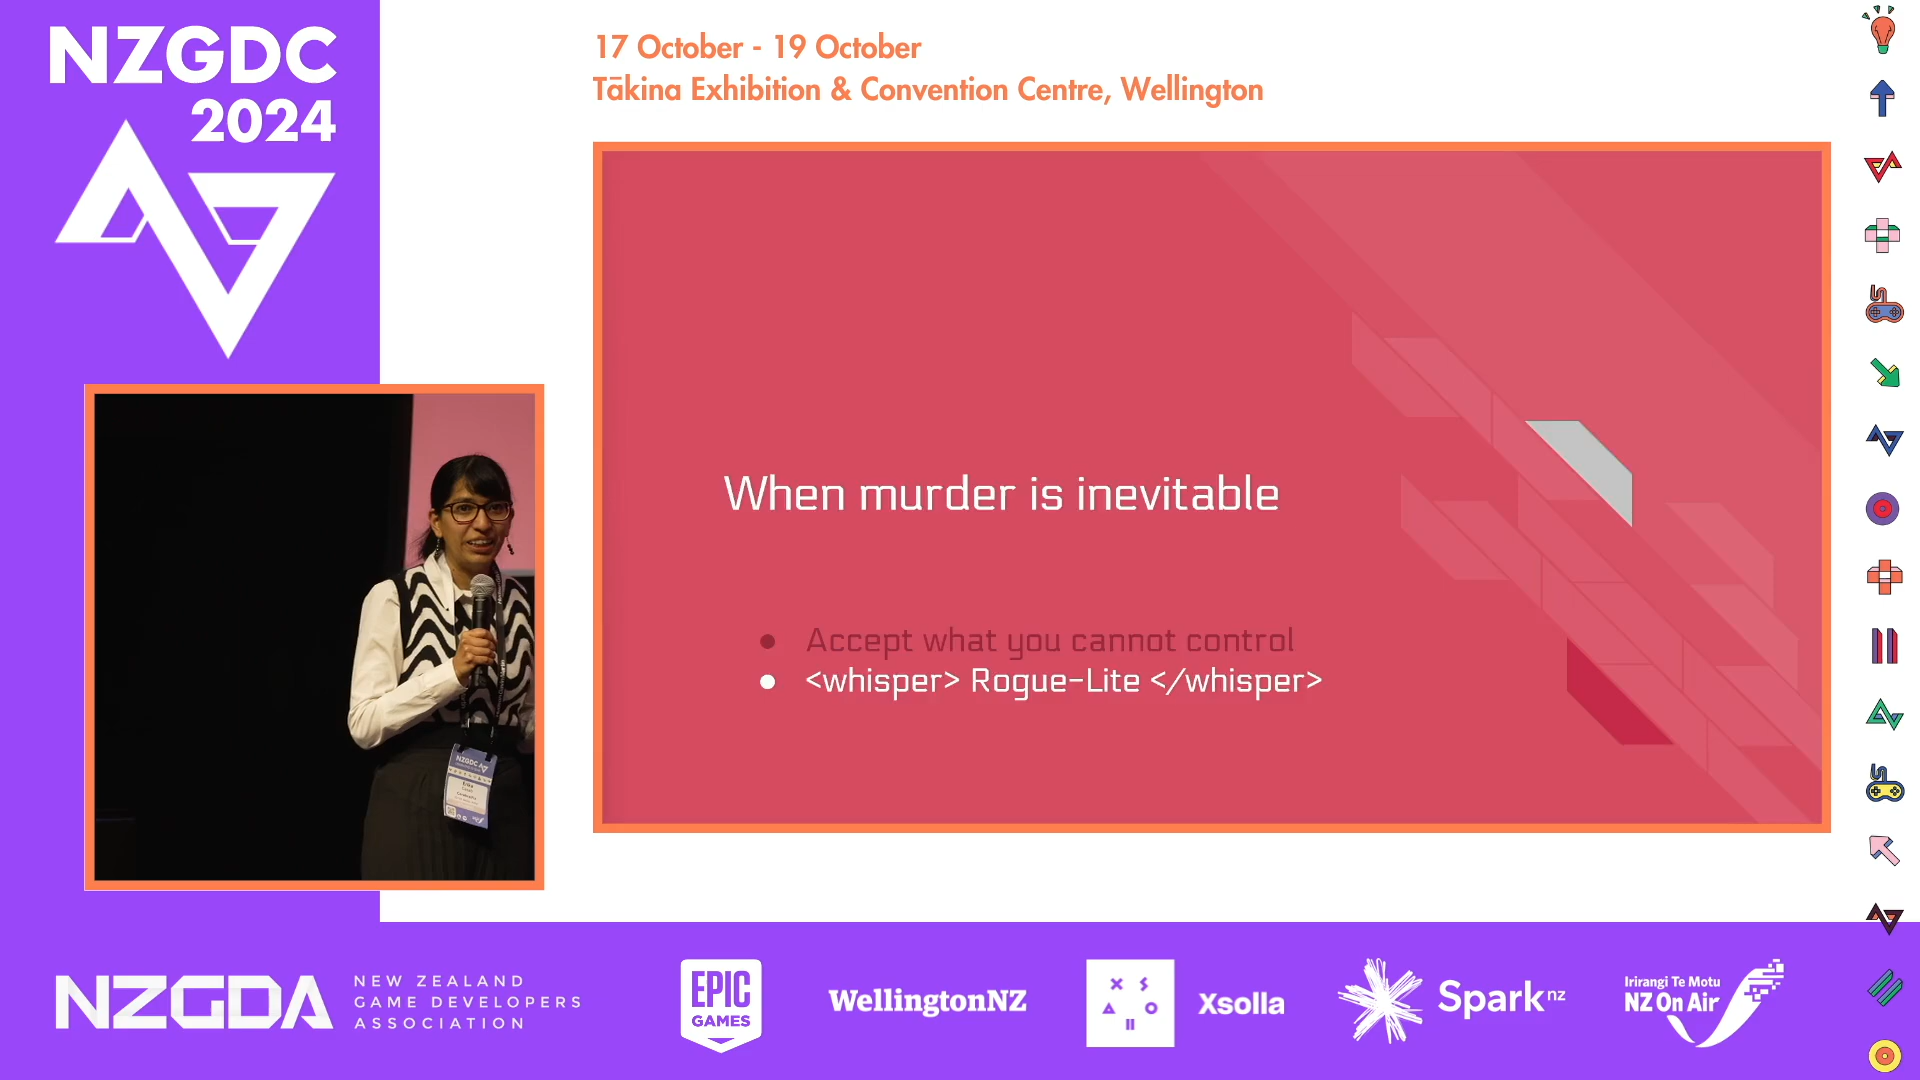 NZGDC
2024
17 October - 19 October
Tākina Exhibition & Convention Centre, Wellington
When murder is inevitable
● Accept what you cannot control
● <whisper> Rogue-Lite </whisper>
NZGDC
NZGDA
NEW ZEALAND
GAME DEVELOPERS
ASSOCIATION
EPIC
GAMES
WellingtonNZ
Xsolla
Spark nz
Irirangi Te Motu
NZ On Air